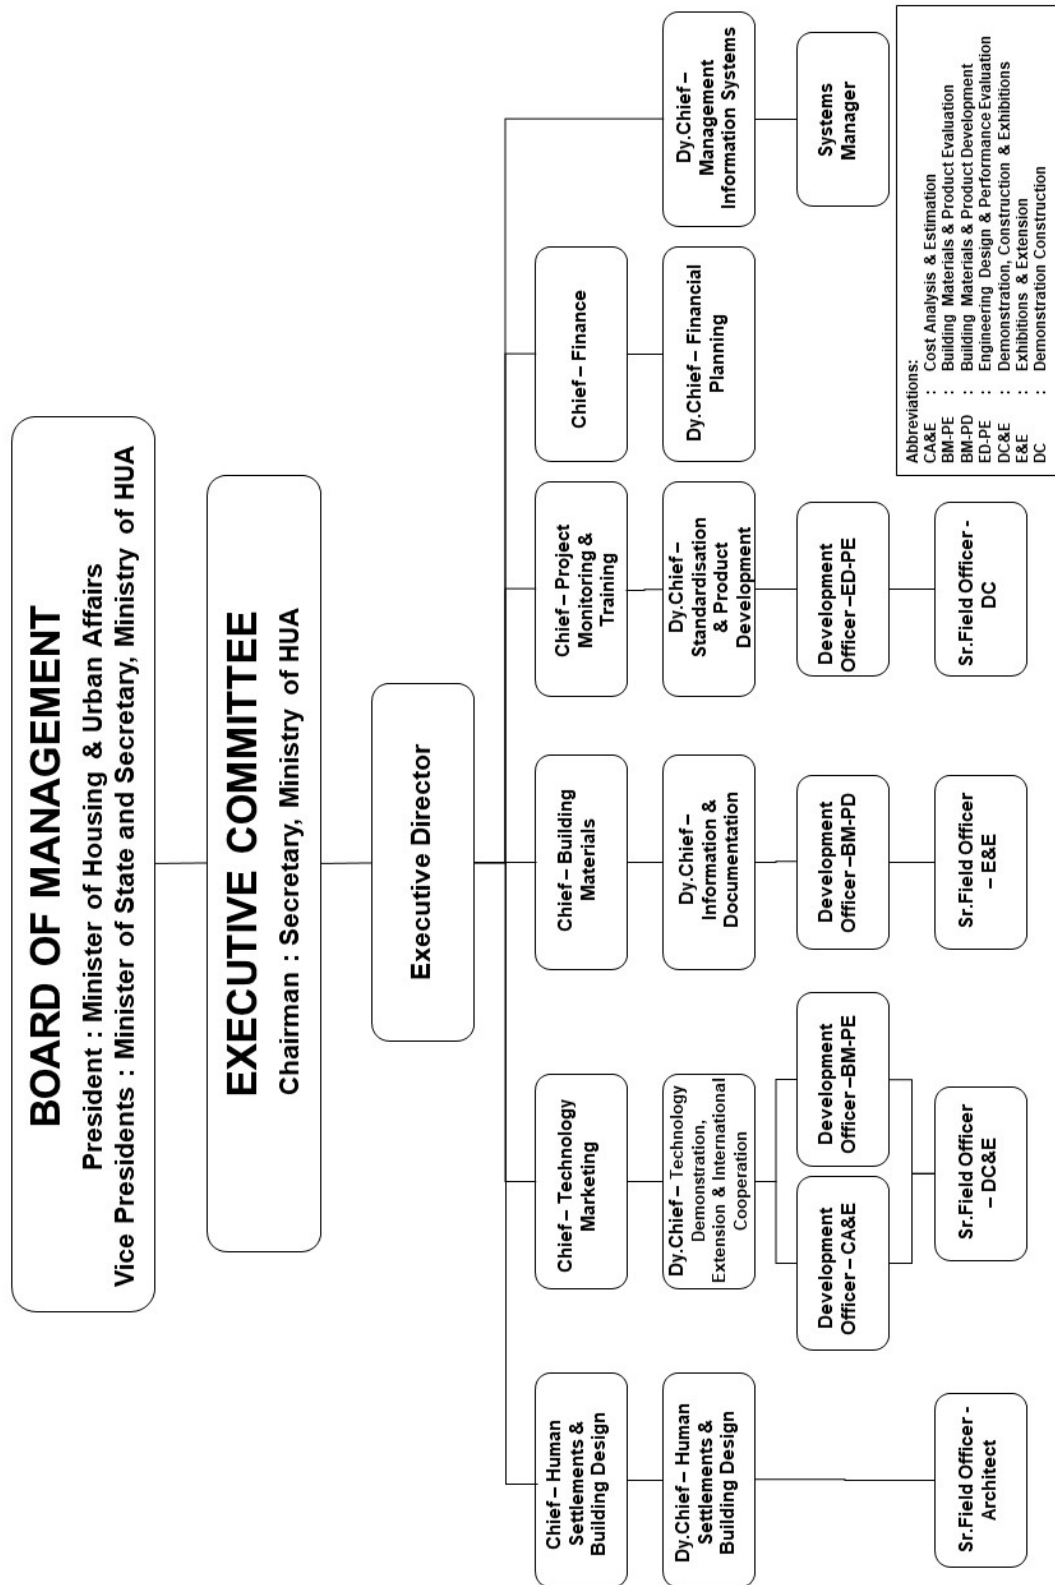 BOARD OF MANAGEMENT
President : Minister of Housing & Urban Affairs
Vice Presidents : Minister of State and Secretary, Ministry of HUA
EXECUTIVE COMMITTEE
Chairman : Secretary, Ministry of HUA
Executive Director
Chief – Human
Settlements &
Building Design
Chief – Technology
Marketing
Chief – Building
Materials
Chief – Project
Monitoring &
Training
Chief – Finance
Dy.Chief –
Management
Information Systems
Dy.Chief – Human
Settlements &
Building Design
Dy.Chief – Technology
Demonstration,
Extension & International
Cooperation
Dy.Chief –
Information &
Documentation
Dy.Chief –
Standardisation
& Product
Development
Dy.Chief – Financial
Planning
Systems
Manager
Development
Officer – CA&E
Development
Officer –BM-PE
Development
Officer –BM-PD
Development
Officer –ED-PE
Sr.Field Officer -
Architect
Sr.Field Officer
– DC&E
Sr.Field Officer
– E&E
Sr.Field Officer -
DC
Abbreviations:
CA&E : Cost Analysis & Estimation
BM-PE : Building Materials & Product Evaluation
BM-PD : Building Materials & Product Development
ED-PE : Engineering Design & Performance Evaluation
DC&E : Demonstration, Construction & Exhibitions
E&E : Exhibitions & Extension
DC : Demonstration Construction